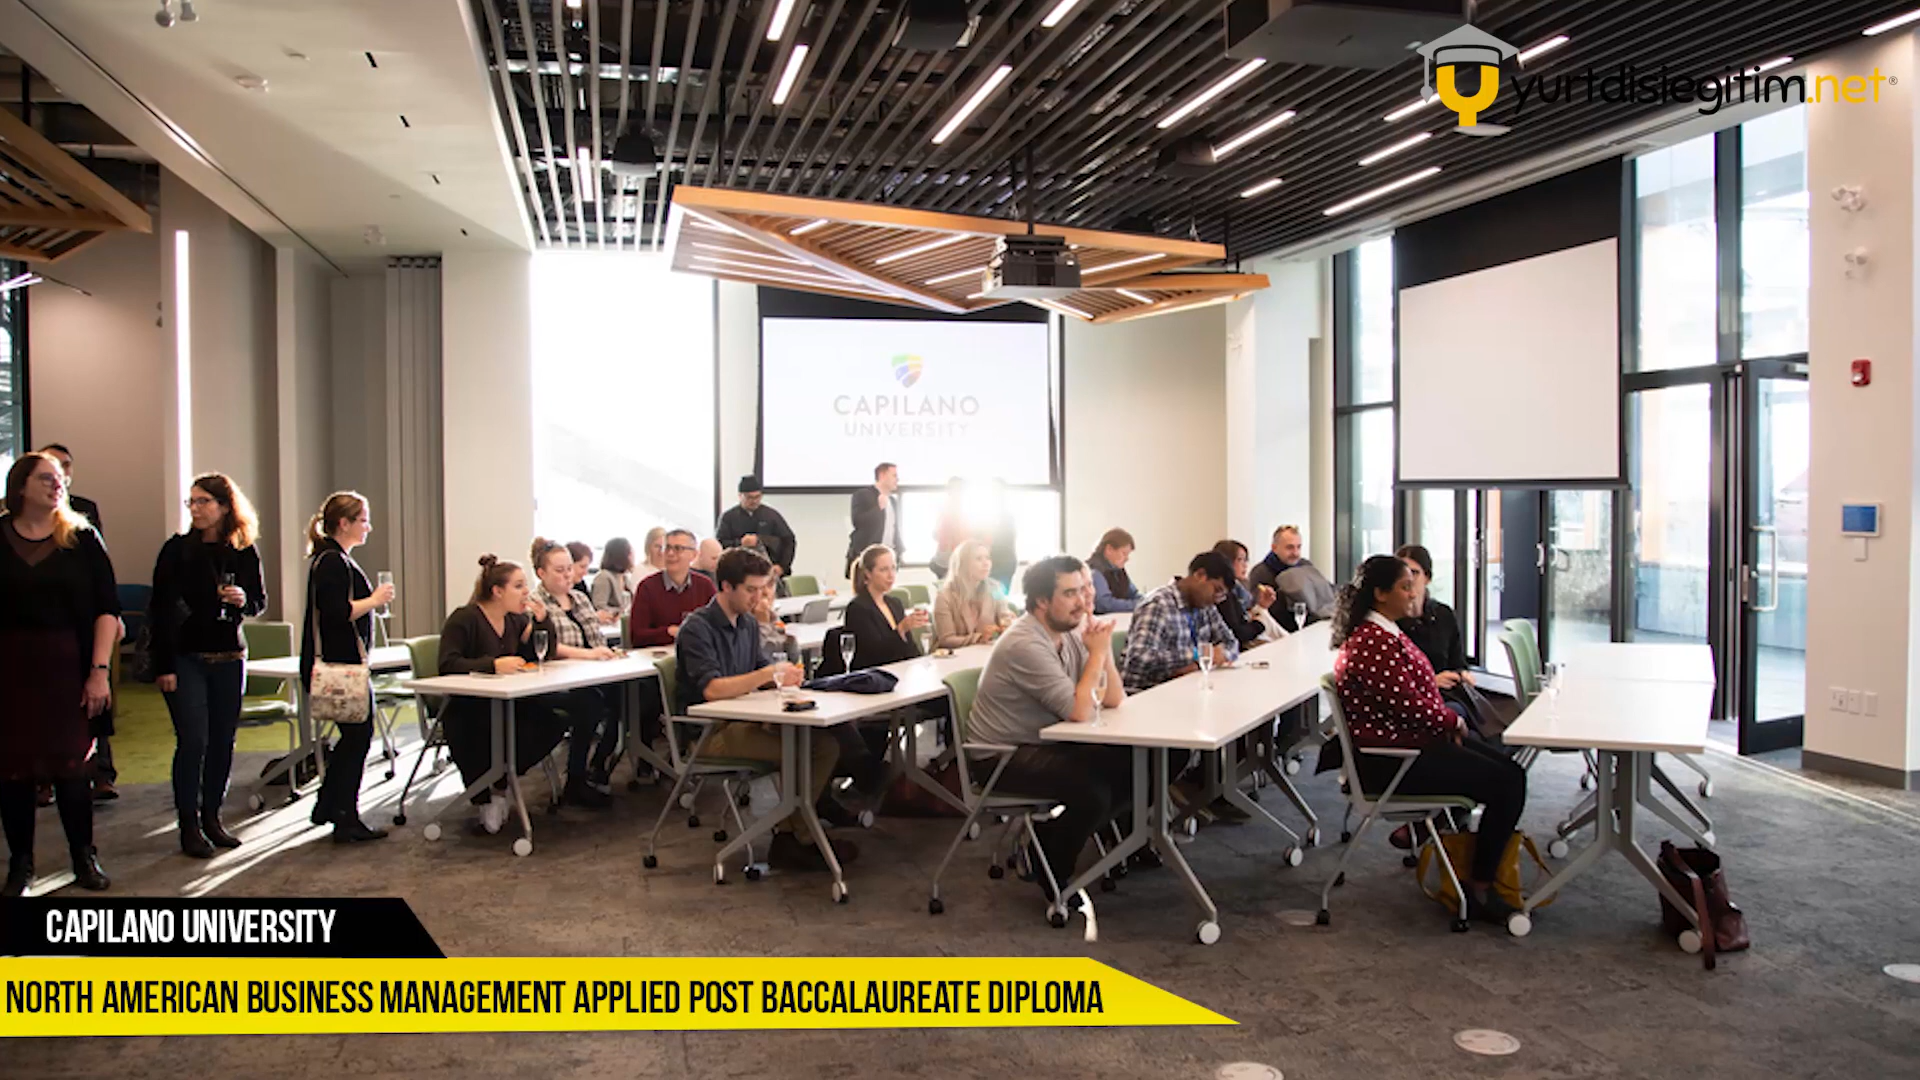 yurtdisiegitim.net®
CAPILANO
UNIVERSITY
CAPILANO UNIVERSITY
NORTH AMERICAN BUSINESS MANAGEMENT APPLIED POST BACCALAUREATE DIPLOMA